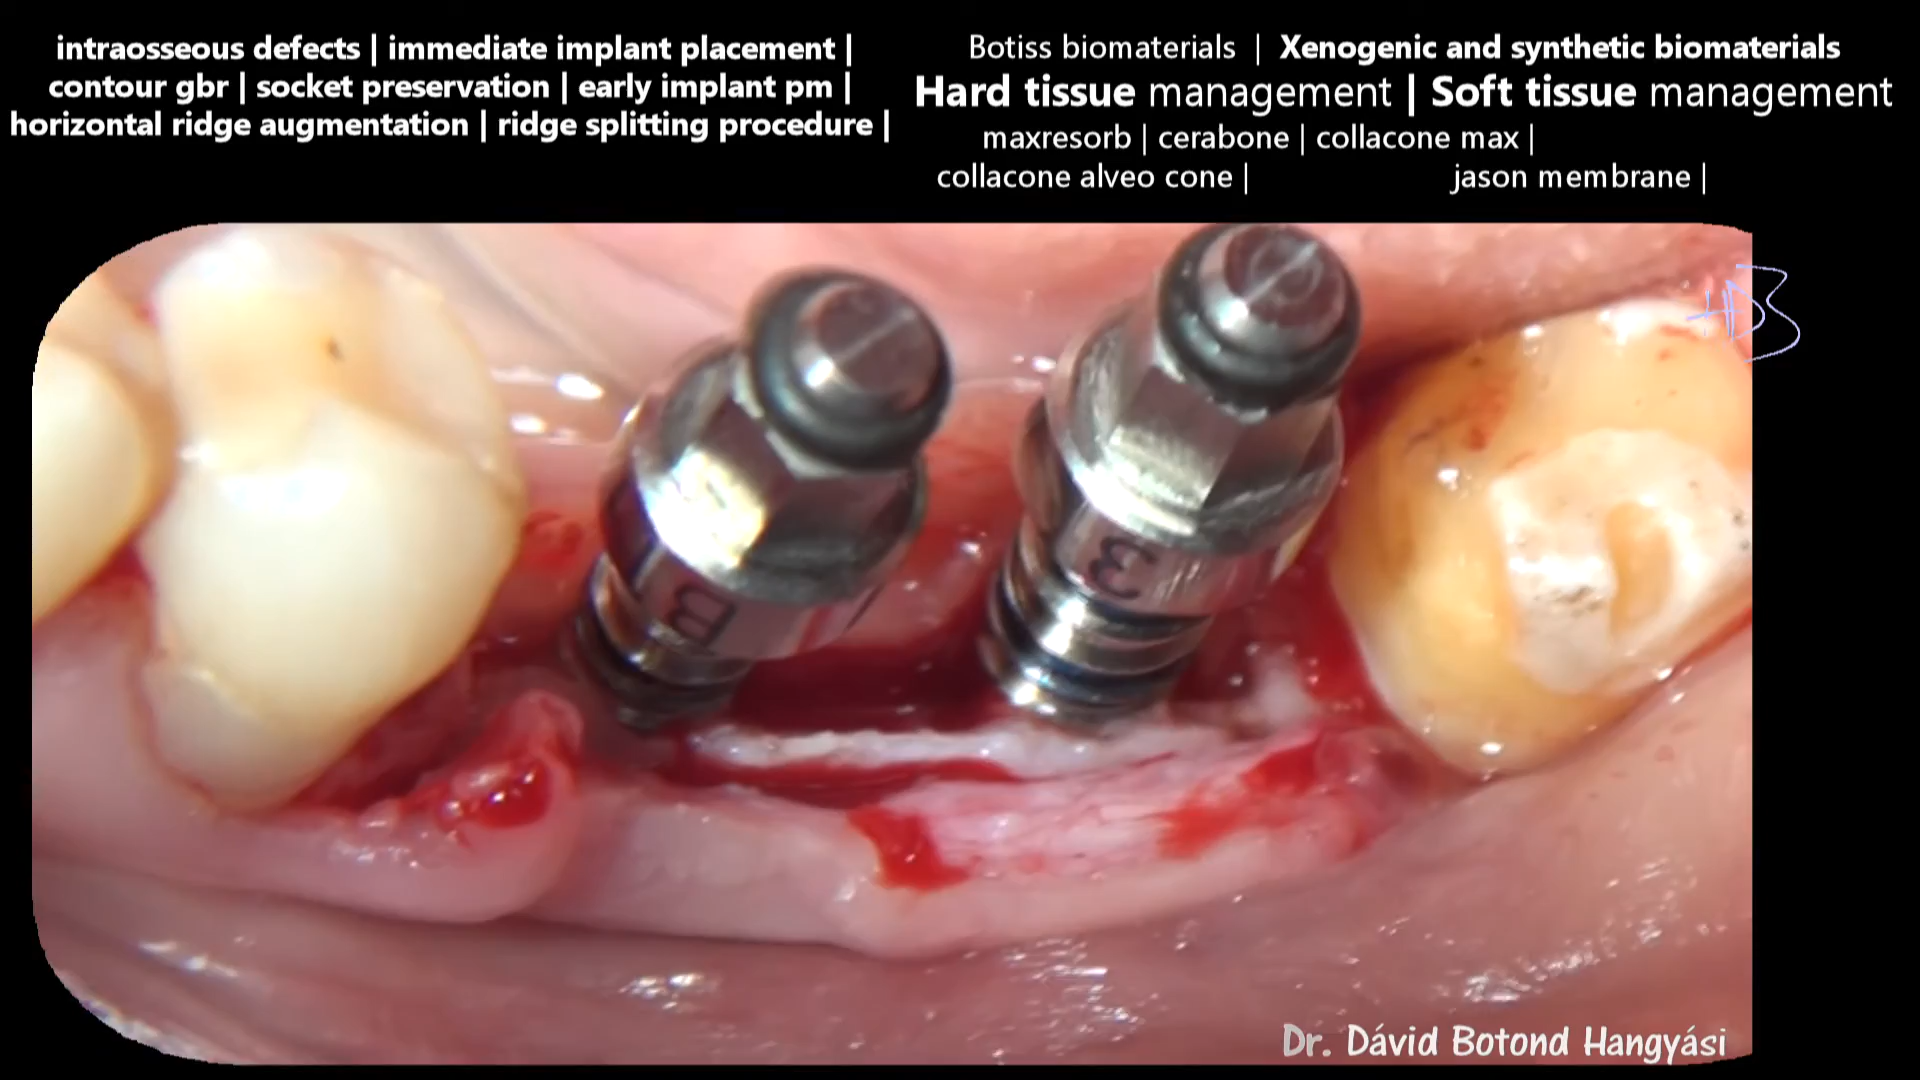 intraosseous defects | immediate implant placement |
contour gbr | socket preservation | early implant pm |
horizontal ridge augmentation | ridge splitting procedure |
Botiss biomaterials | Xenogenic and synthetic biomaterials
Hard tissue management | Soft tissue management
maxresorb | cerabone | collacone max |
collacone alveo cone | jason membrane |
HDB
B
3
Dr. Dávid Botond Hangyási